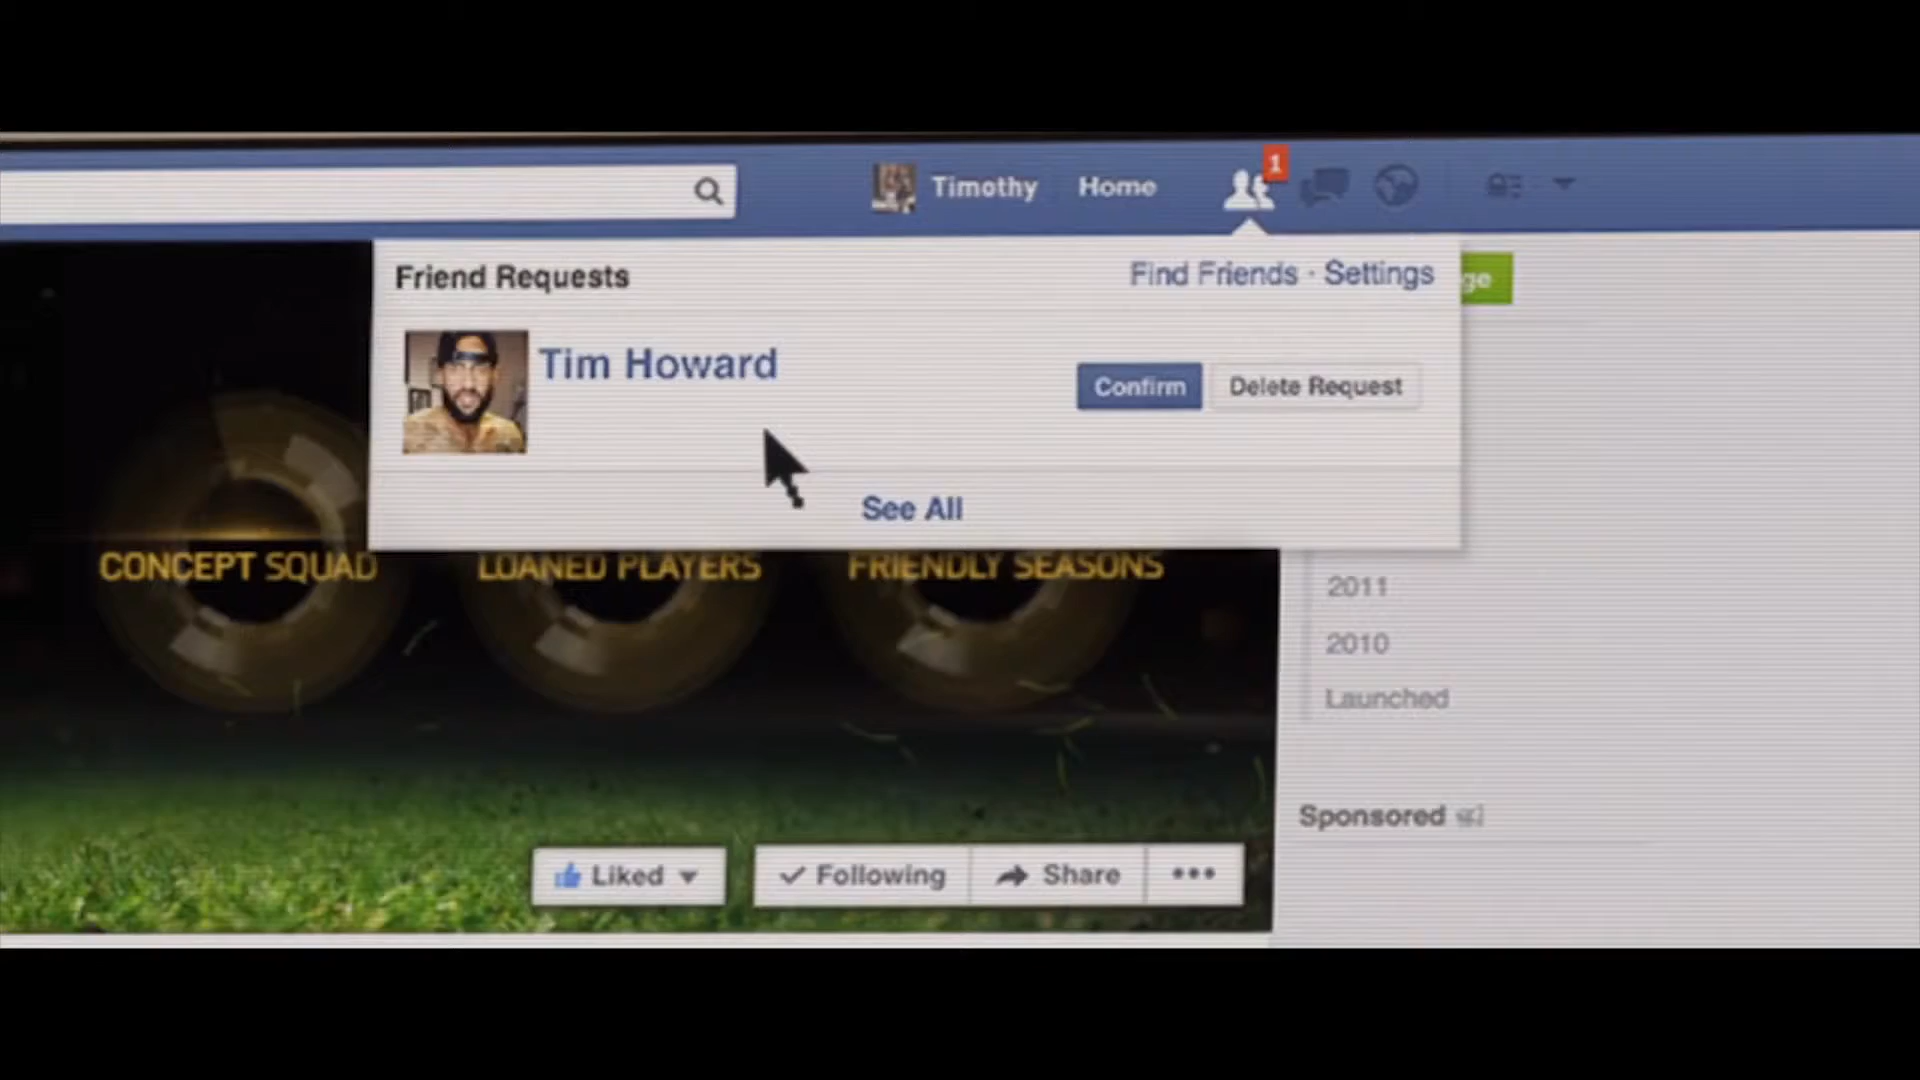 Timothy Home 1
Friend Requests Find Friends · Settings
ge
Tim Howard
Confirm Delete Request
See All
CONCEPT SQUAD LOANED PLAYERS FRIENDLY SEASONS
2011
2010
Launched
Sponsored
Liked Following Share